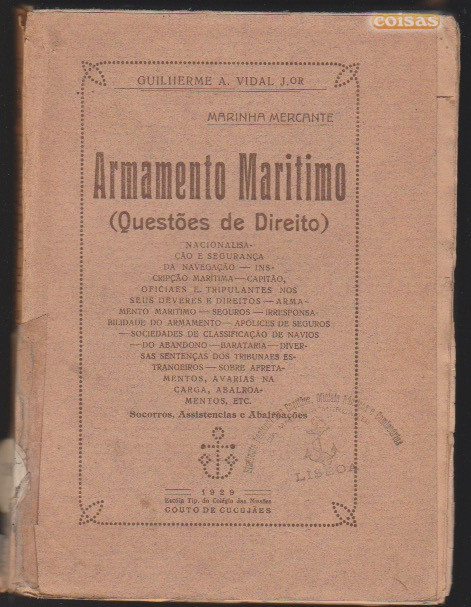 coisas
GUILHERME A. VIDAL J.OR
MARINHA MERCANTE
Armamento Maritimo
(Questões de Direito)
NACIONALISA-
ÇÃO E SEGURANÇA
DA NAVEGAÇÃO — INS-
CRIPÇÃO MARITIMA — CAPITÃO,
OFICIAES E TRIPULANTES NOS
SEUS DEVERES E DIREITOS — ARMA-
MENTO MARITIMO — SEGUROS — IRRESPONSA-
BILIDADE DO ARMAMENTO — APÓLICES DE SEGUROS
— SOCIEDADES DE CLASSIFICAÇÃO DE NAVIOS
— DO ABANDONO — BARATARIA — DIVER-
SAS SENTENÇAS DOS TRIBUNAES ES-
TRANGEIROS — SOBRE AFRETA-
MENTOS, AVARIAS NA
CARGA, ABALROA-
MENTOS, ETC.
Socorros, Assistencias e Abalroações
LISBOA
1929
Escola Tip. do Colégio das Missões
COUTO DE CUCUJÃES